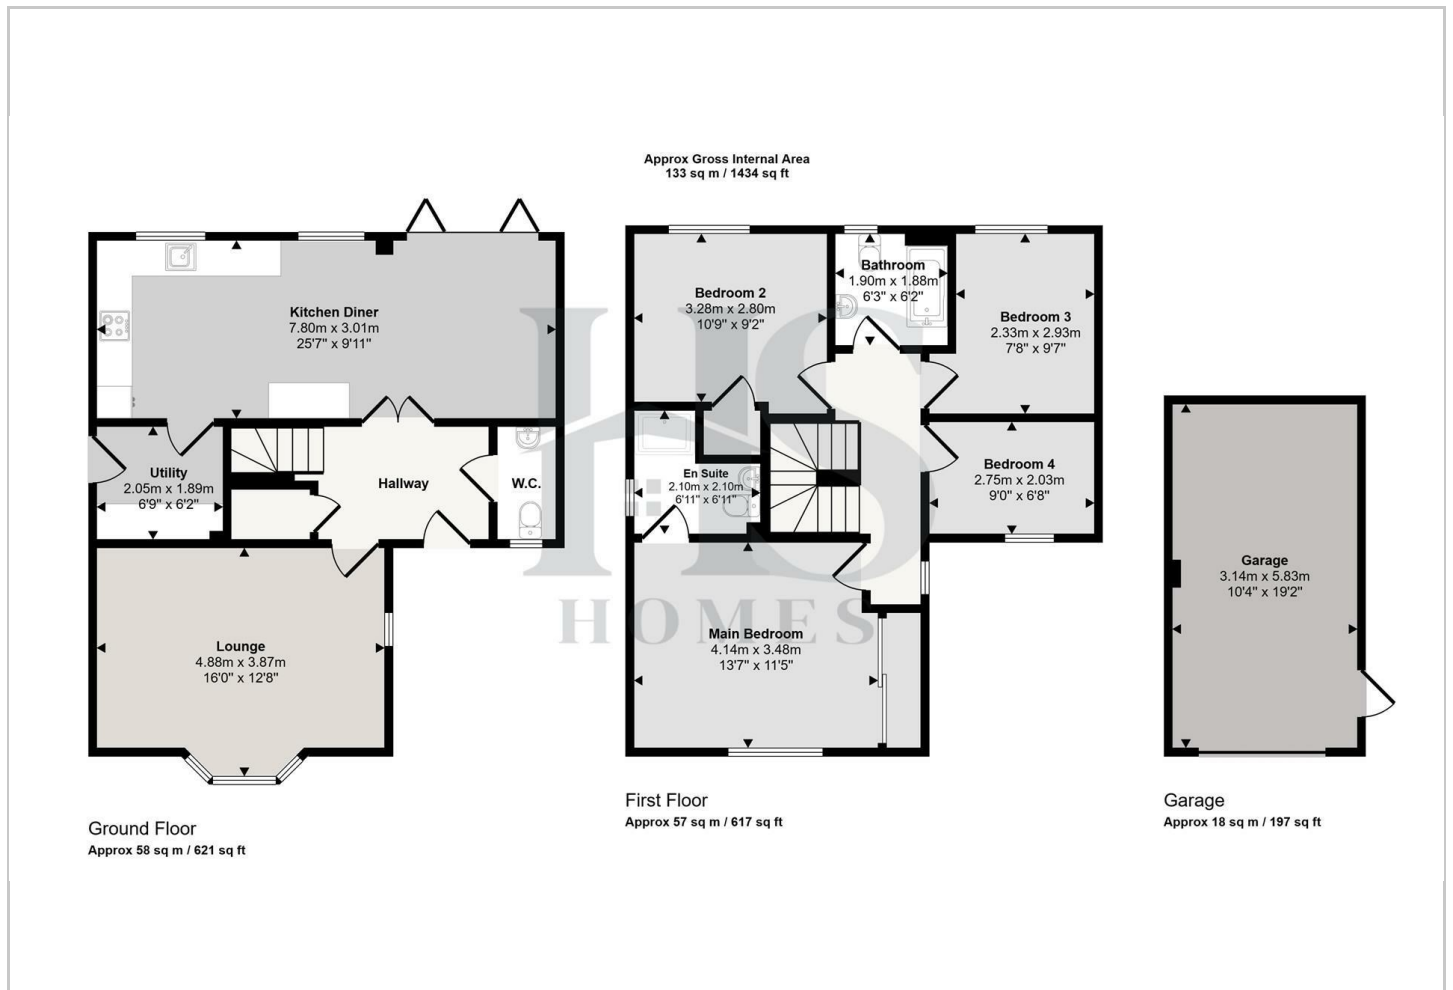 Approx Gross Internal Area
133 sq m / 1434 sq ft
Kitchen Diner
7.80m x 3.01m
25'7" x 9'11"
Utility
2.05m x 1.89m
6'9" x 6'2"
Hallway
W.C.
Lounge
4.88m x 3.87m
16'0" x 12'8"
Ground Floor
Approx 58 sq m / 621 sq ft
Bedroom 2
3.28m x 2.80m
10'9" x 9'2"
Bathroom
1.90m x 1.88m
6'3" x 6'2"
Bedroom 3
2.33m x 2.93m
7'8" x 9'7"
En Suite
2.10m x 2.10m
6'11" x 6'11"
Bedroom 4
2.75m x 2.03m
9'0" x 6'8"
Main Bedroom
4.14m x 3.48m
13'7" x 11'5"
First Floor
Approx 57 sq m / 617 sq ft
Garage
3.14m x 5.83m
10'4" x 19'2"
Garage
Approx 18 sq m / 197 sq ft
HS
HOMES